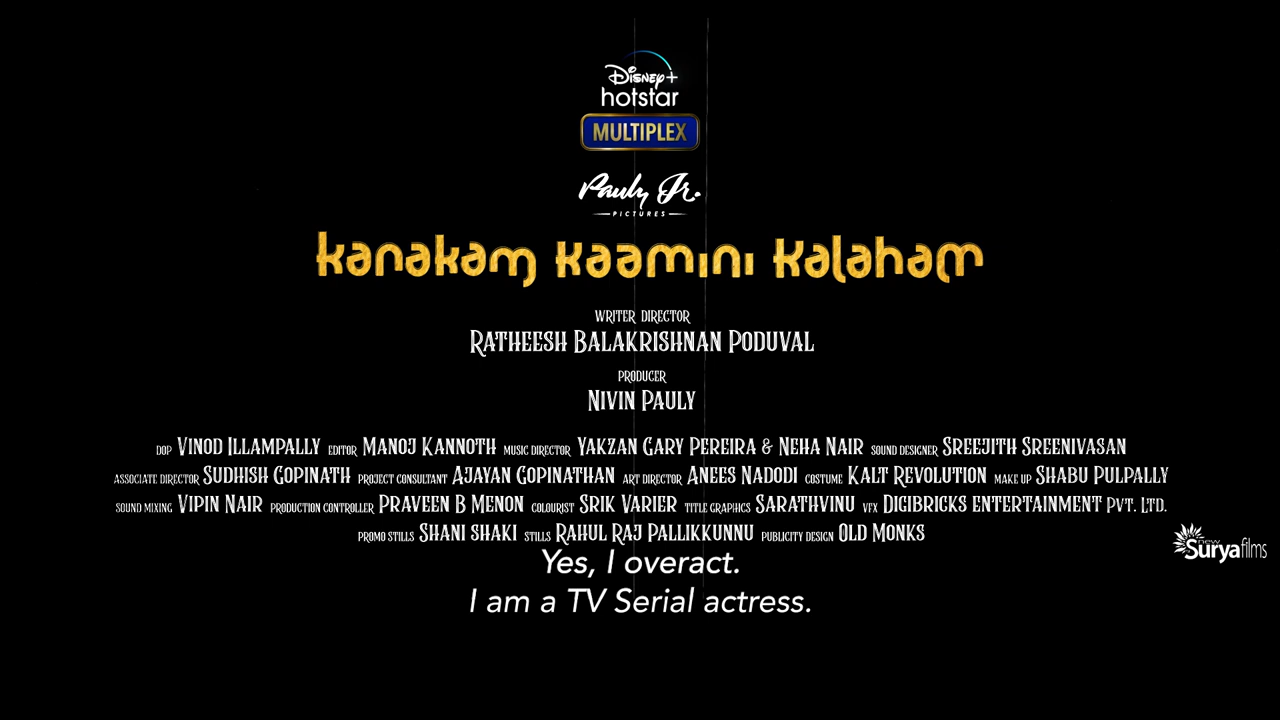 Disney+
hotstar
MULTIPLEX
Pauly Jr.
PICTURES
Kanakam Kaamini Kalaham
WRITER DIRECTOR
RATHEESH BALAKRISHNAN PODUVAL
PRODUCER
NIVIN PAULY
DOP VINOD ILLAMPALLY EDITOR MANOJ KANNOTH MUSIC DIRECTOR YAKZAN GARY PEREIRA & NEHA NAIR SOUND DESIGNER SREEJITH SREENIVASAN
ASSOCIATE DIRECTOR SUDHISH GOPINATH PROJECT CONSULTANT AJAYAN GOPINATHAN ART DIRECTOR ANEES NADODI COSTUME KALT REVOLUTION MAKE UP SHABU PULPALLY
SOUND MIXING VIPIN NAIR PRODUCTION CONTROLLER PRAVEEN B MENON COLOURIST SRIK VARIER TITLE GRAPHICS SARATHVINU VFX DIGIBRICKS ENTERTAINMENT PVT. LTD.
PROMO STILLS SHANI SHAKI STILLS RAHUL RAJ PALLIKKUNNU PUBLICITY DESIGN OLD MONKS
new
Suryafilms
Yes, I overact.
I am a TV Serial actress.